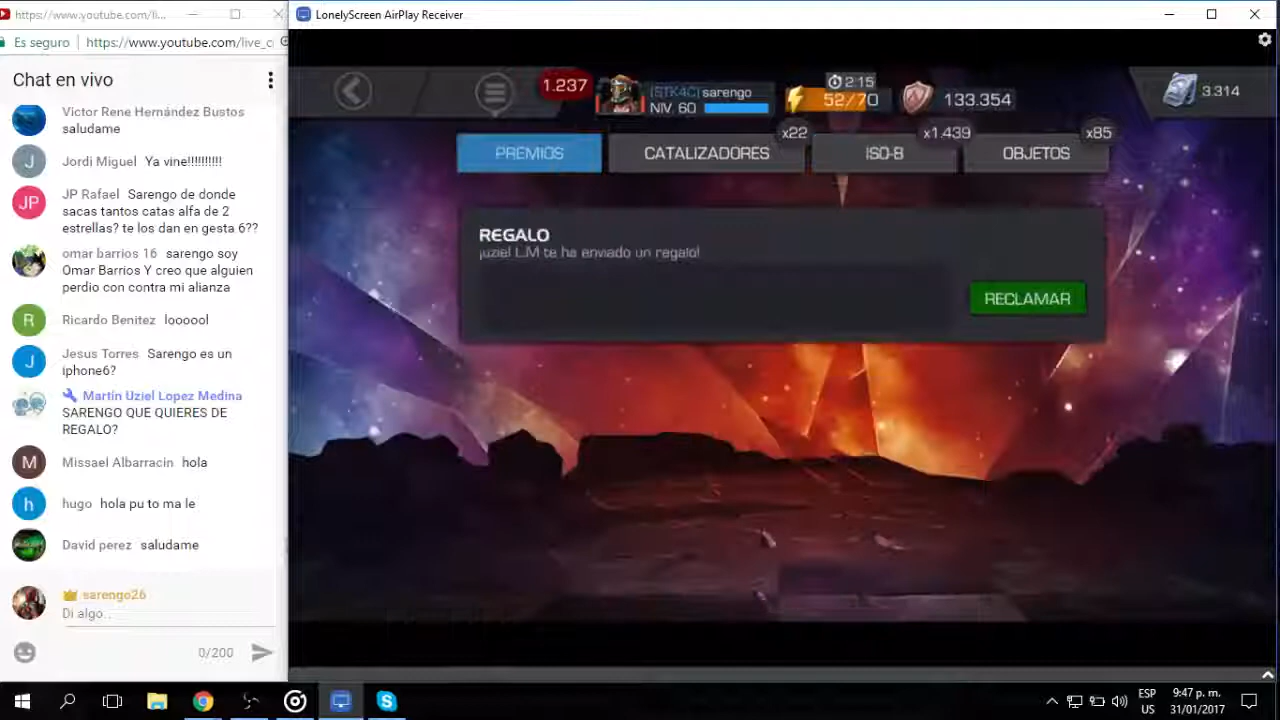 https://www.youtube.com/li...
LonelyScreen AirPlay Receiver
Es seguro
https://www.youtube.com/live_c
Chat en vivo
1.237
[STK4C] sarengo
NIV. 60
2:15
52/70
133.354
3.314
PREMIOS
CATALIZADORES
x22
ISO-8
x1.439
OBJETOS
x85
REGALO
¡uziel L.M te ha enviado un regalo!
RECLAMAR
Victor Rene Hernández Bustos
saludame
J
Jordi Miguel Ya vine!!!!!!!!!!
JP
JP Rafael Sarengo de donde
sacas tantos catas alfa de 2
estrellas? te los dan en gesta 6??
omar barrios 16 sarengo soy
Omar Barrios Y creo que alguien
perdio con contra mi alianza
R
Ricardo Benitez loooool
J
Jesus Torres Sarengo es un
iphone6?
Martín Uziel Lopez Medina
SARENGO QUE QUIERES DE
REGALO?
M
Missael Albarracin hola
h
hugo hola pu to ma le
David perez saludame
sarengo26
Di algo...
0/200
ESP
US
9:47 p. m.
31/01/2017